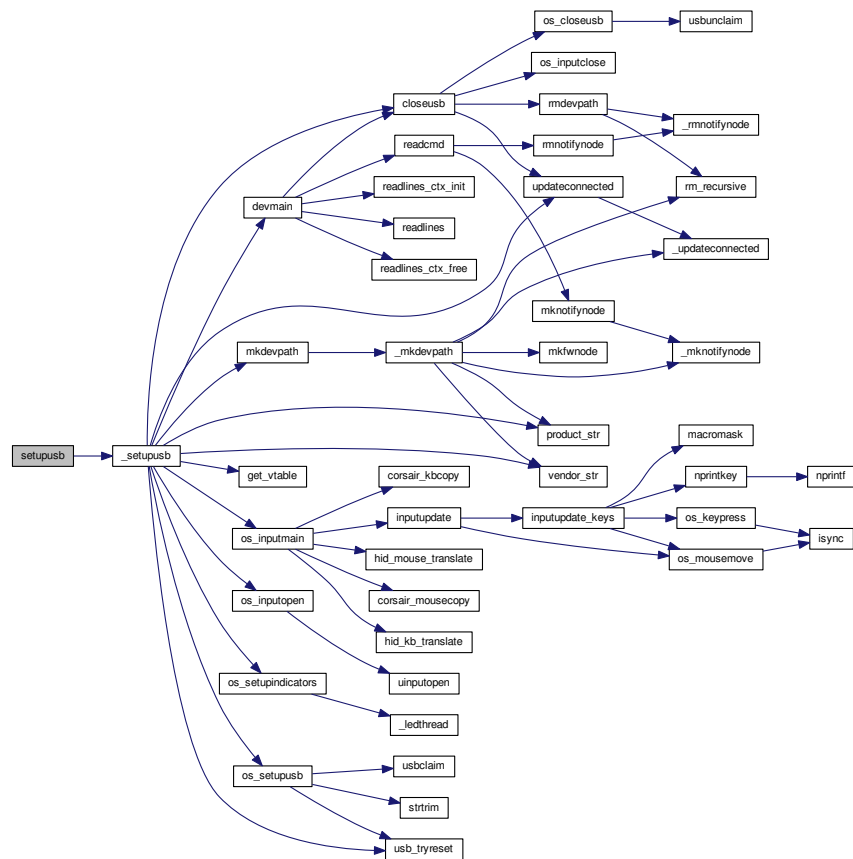 os_closeusb
usbunclaim
os_inputclose
closeusb
rmdevpath
_rmnotifynode
readcmd
rmnotifynode
readlines_ctx_init
updateconnected
rm_recursive
devmain
readlines
_updateconnected
readlines_ctx_free
mknotifynode
mkdevpath
_mkdevpath
mkfwnode
_mknotifynode
product_str
macromask
setupusb
_setupusb
get_vtable
corsair_kbcopy
vendor_str
nprintkey
nprintf
inputupdate
inputupdate_keys
os_keypress
os_inputmain
isync
hid_mouse_translate
os_mousemove
os_inputopen
corsair_mousecopy
hid_kb_translate
os_setupindicators
uinputopen
_ledthread
os_setupusb
usbclaim
strtrim
usb_tryreset